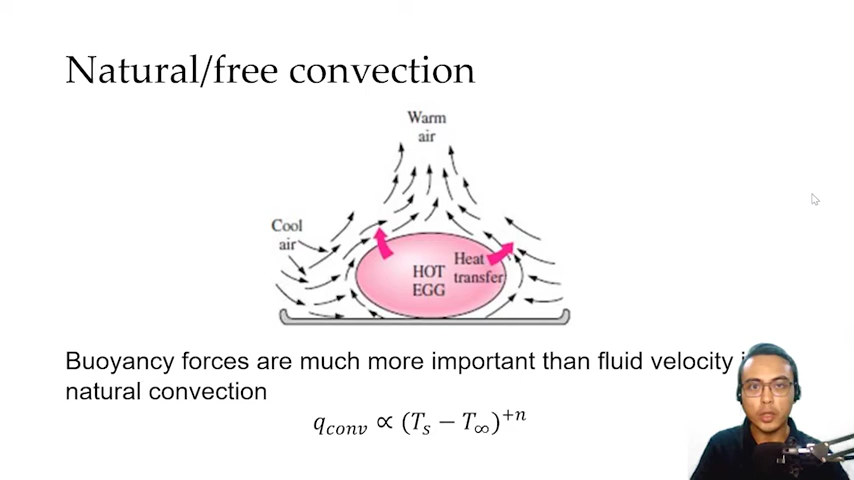 Natural/free convection
Warm
air
Cool
air
HOT
EGG
Heat
transfer
Buoyancy forces are much more important than fluid velocity
natural convection
q_conv ∝ (T_s − T_∞)^{+n}